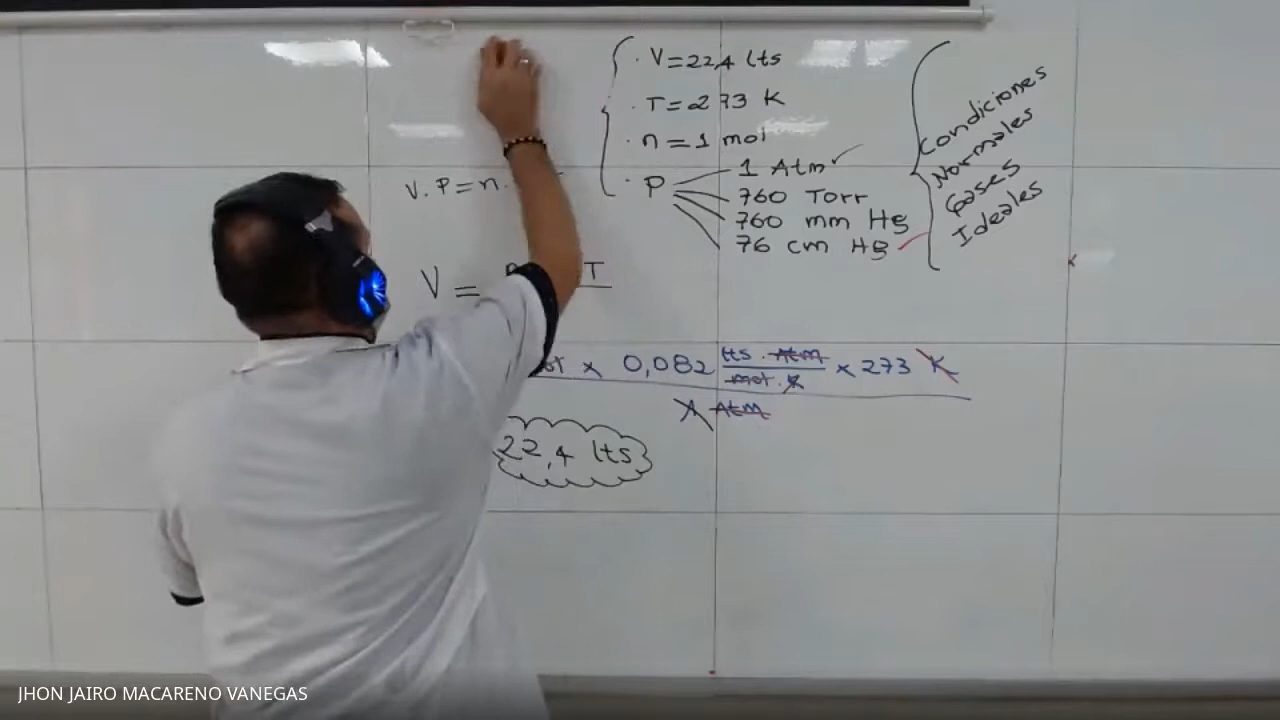 V = 22,4 lts
T = 273 K
n = 1 mol
P
1 Atm
760 Torr
760 mm Hg
76 cm Hg
Condiciones
Normales
Gases
Ideales
V . P = n .
V = T
x 0,082 lts . Atm / mol . K x 273 K
1 Atm
22,4 lts
JHON JAIRO MACARENO VANEGAS